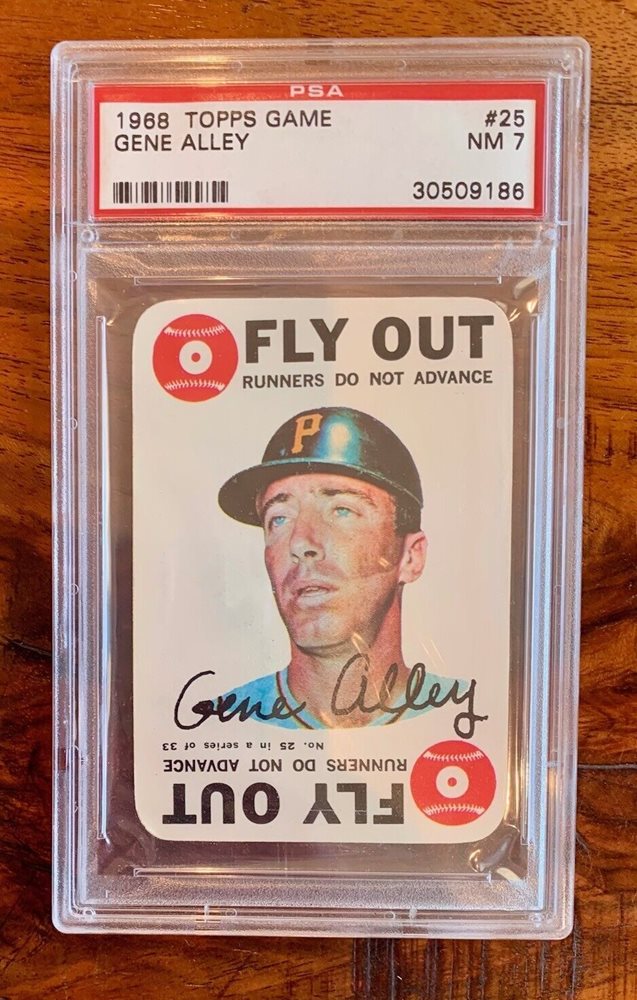 PSA
1968 TOPPS GAME #25
GENE ALLEY NM 7
30509186
FLY OUT
RUNNERS DO NOT ADVANCE
P
Gene Alley
No. 25 in a series of 33
RUNNERS DO NOT ADVANCE
FLY OUT